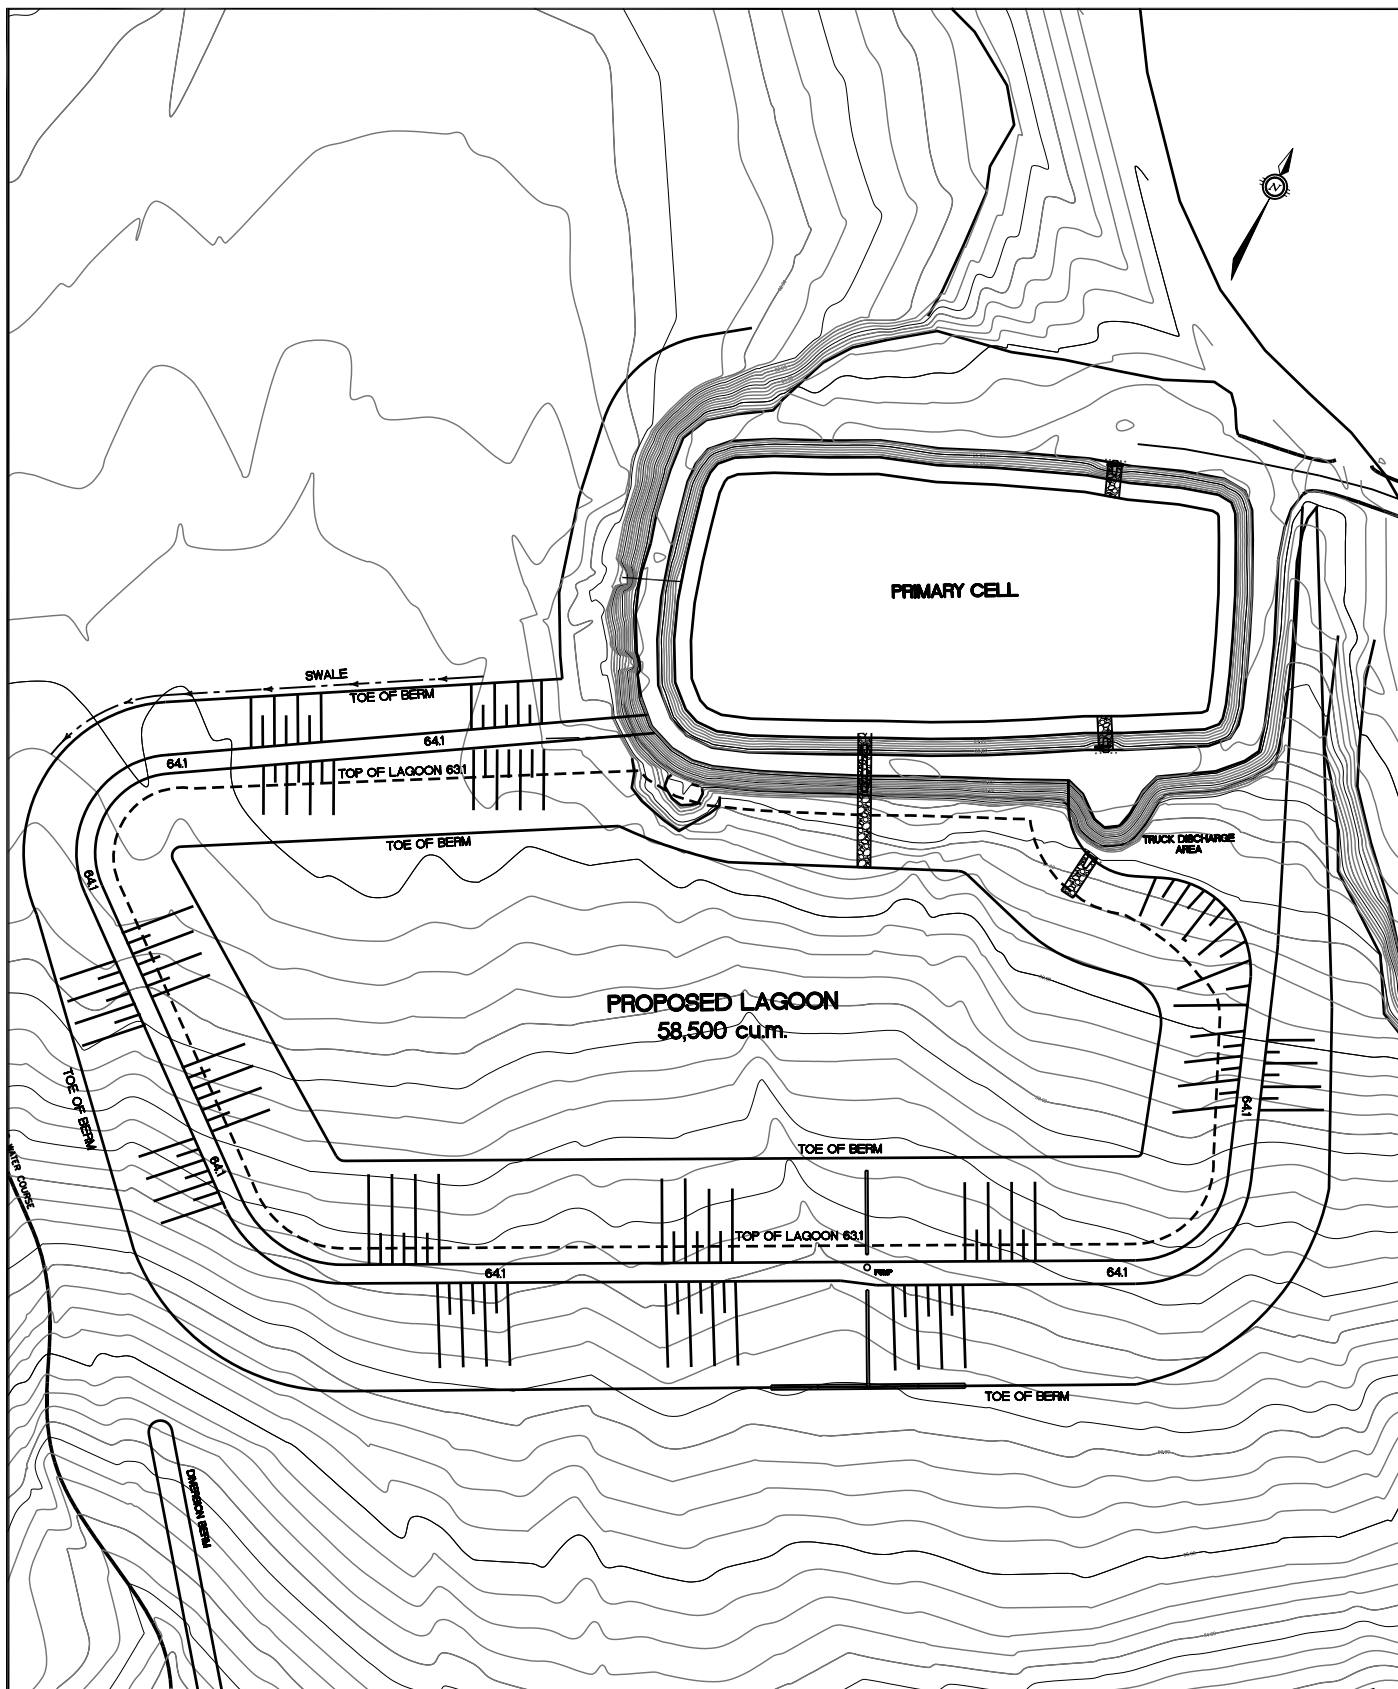 N
PRIMARY CELL
SWALE
TOE OF BERM
64.1
64.1
TOP OF LAGOON 63.1
TOE OF BERM
TRUCK DISCHARGE
AREA
64.1
PROPOSED LAGOON
58,500 cu.m.
TOE OF BERM
64.1
TOE OF BERM
WATER COURSE
64.1
TOP OF LAGOON 63.1
PUMP
64.1
64.1
TOE OF BERM
DIVERSION BERM